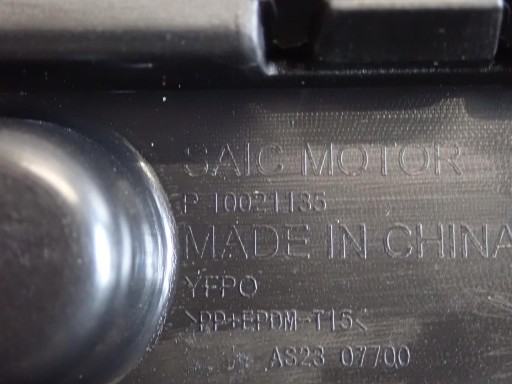 SAIC MOTOR
P 10021135
MADE IN CHINA
YFPO
>PP+EPDM-T15<
AS23 07700